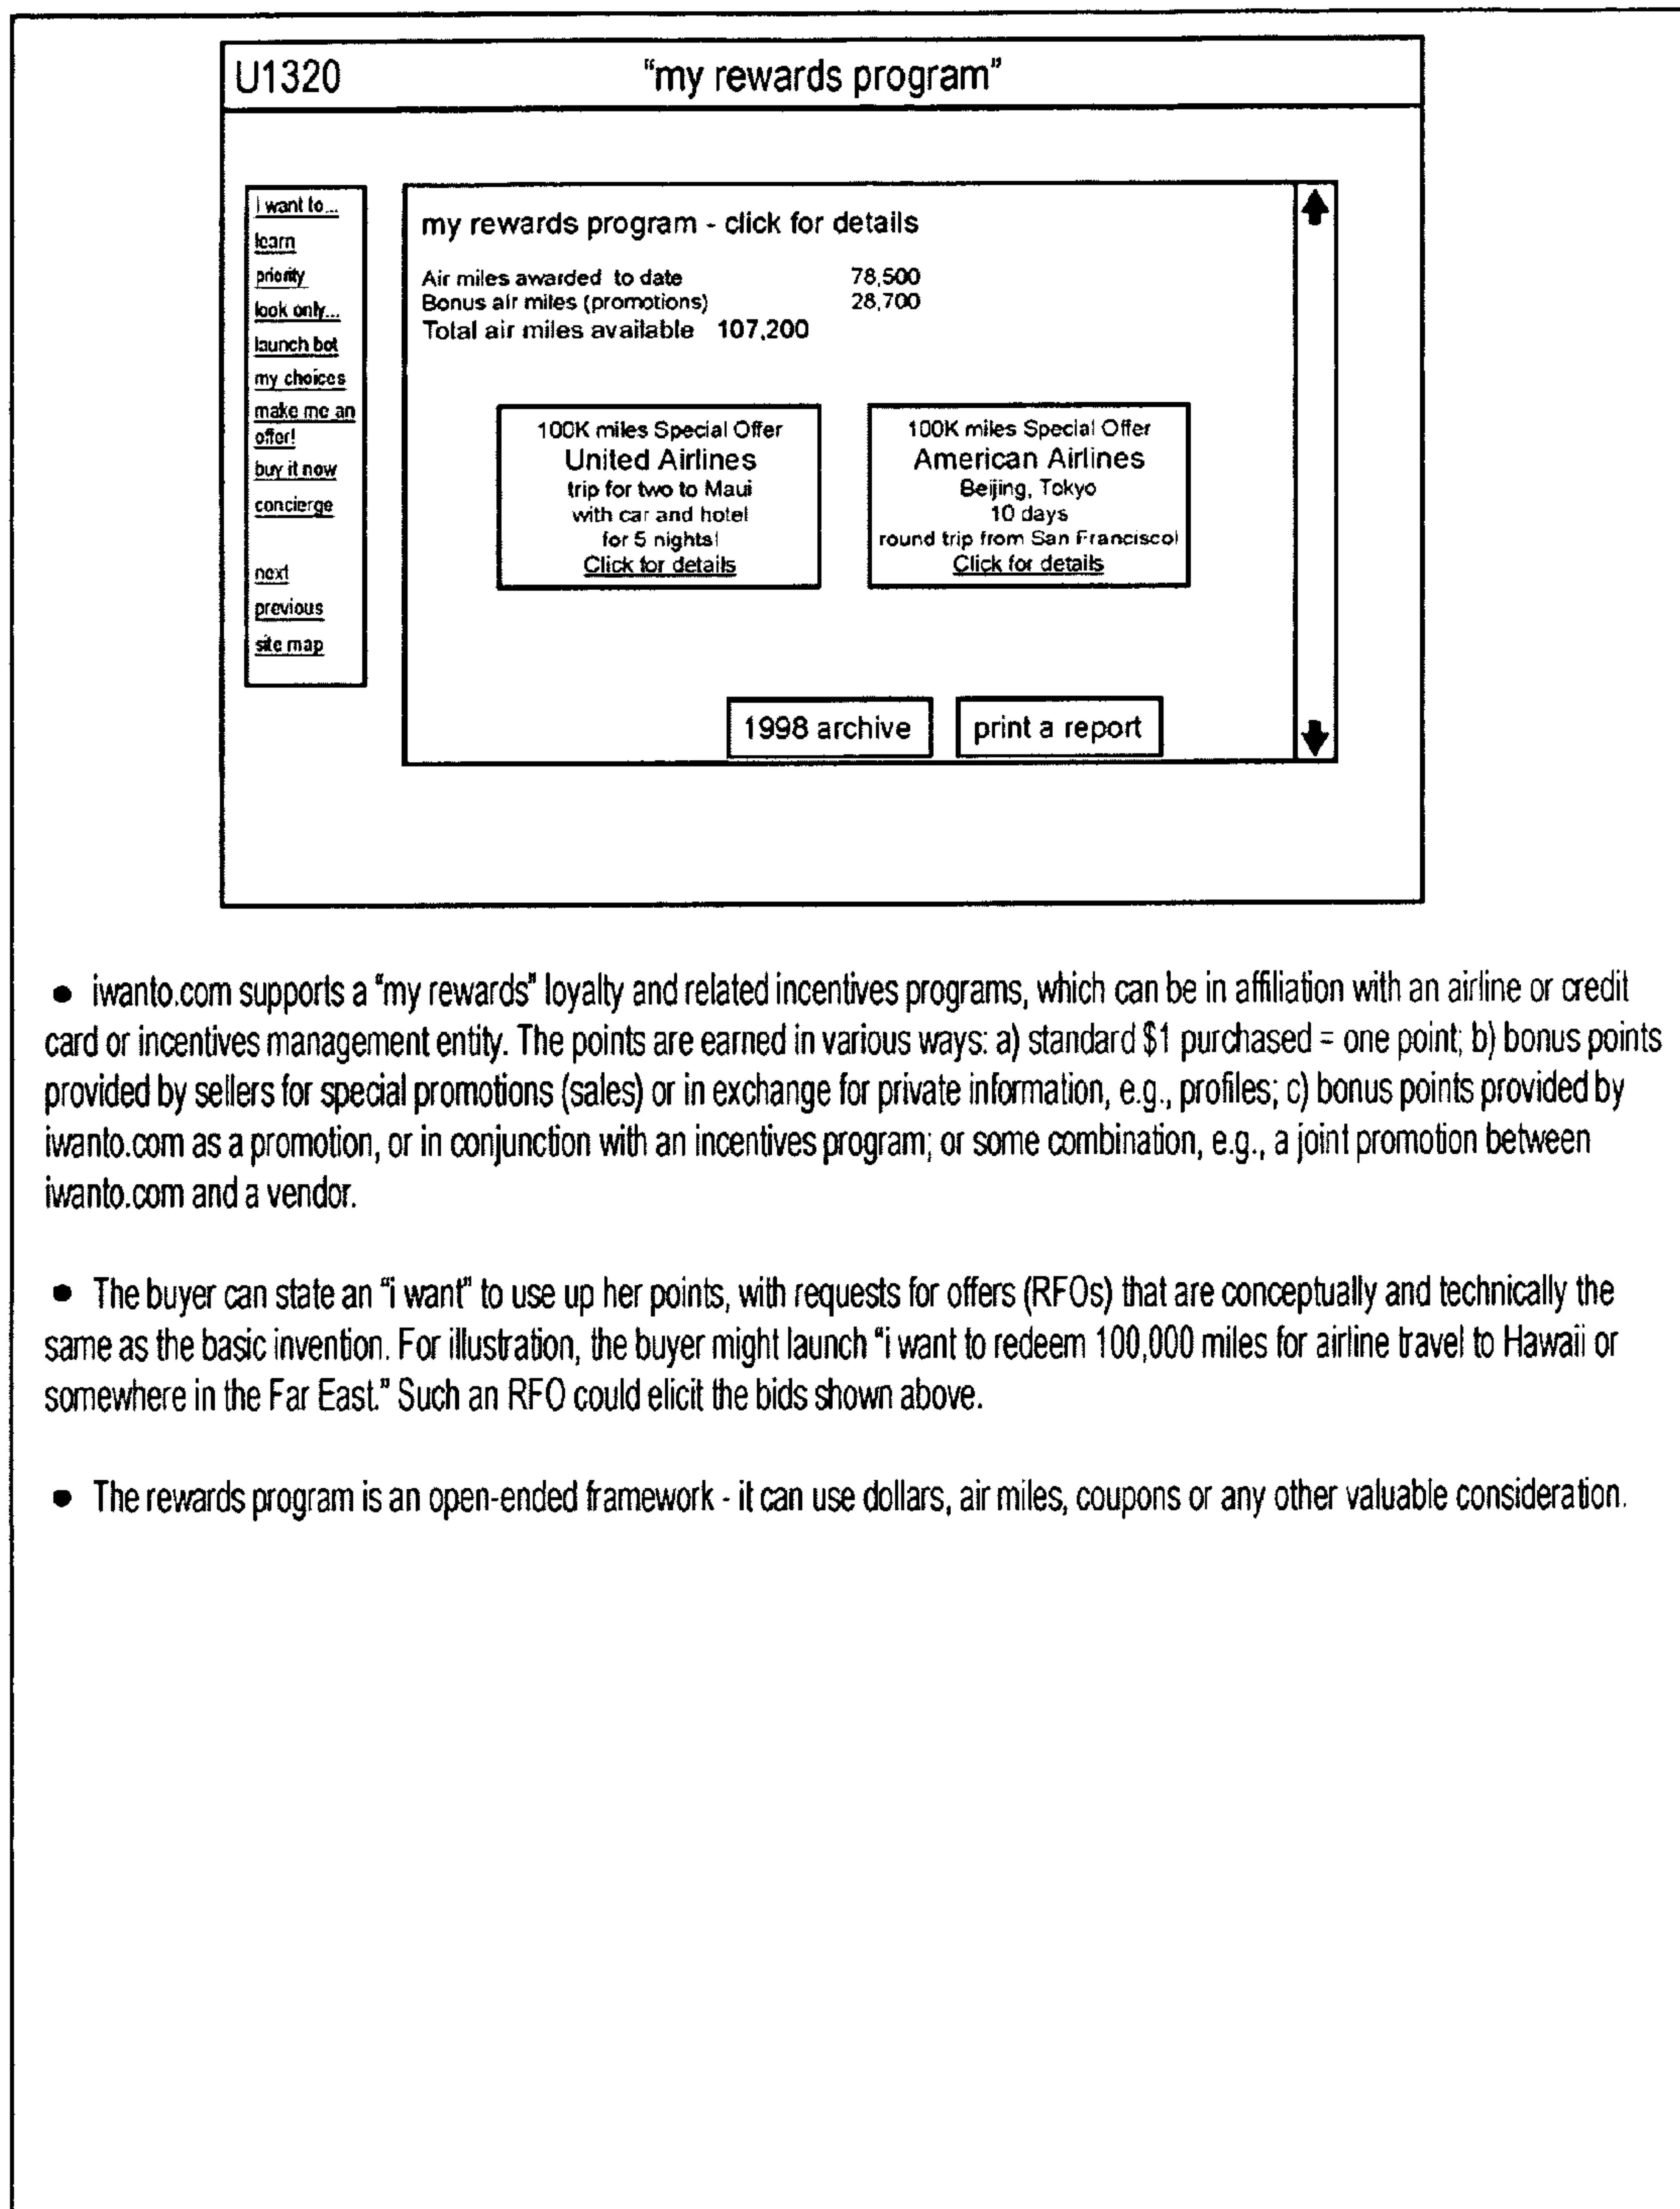 U1320 "my rewards program"
i want to...
learn
priority
look only...
launch bot
my choices
make me an
offer!
buy it now
concierge
next
previous
site map
my rewards program - click for details
Air miles awarded to date 78,500
Bonus air miles (promotions) 28,700
Total air miles available 107,200
100K miles Special Offer
United Airlines
trip for two to Maui
with car and hotel
for 5 nights!
Click for details
100K miles Special Offer
American Airlines
Beijing, Tokyo
10 days
round trip from San Francisco!
Click for details
1998 archive
print a report
• iwanto.com supports a "my rewards" loyalty and related incentives programs, which can be in affiliation with an airline or credit
card or incentives management entity. The points are earned in various ways: a) standard $1 purchased = one point; b) bonus points
provided by sellers for special promotions (sales) or in exchange for private information, e.g., profiles; c) bonus points provided by
iwanto.com as a promotion, or in conjunction with an incentives program; or some combination, e.g., a joint promotion between
iwanto.com and a vendor.
• The buyer can state an "i want" to use up her points, with requests for offers (RFOs) that are conceptually and technically the
same as the basic invention. For illustration, the buyer might launch "i want to redeem 100,000 miles for airline travel to Hawaii or
somewhere in the Far East." Such an RFO could elicit the bids shown above.
• The rewards program is an open-ended framework - it can use dollars, air miles, coupons or any other valuable consideration.